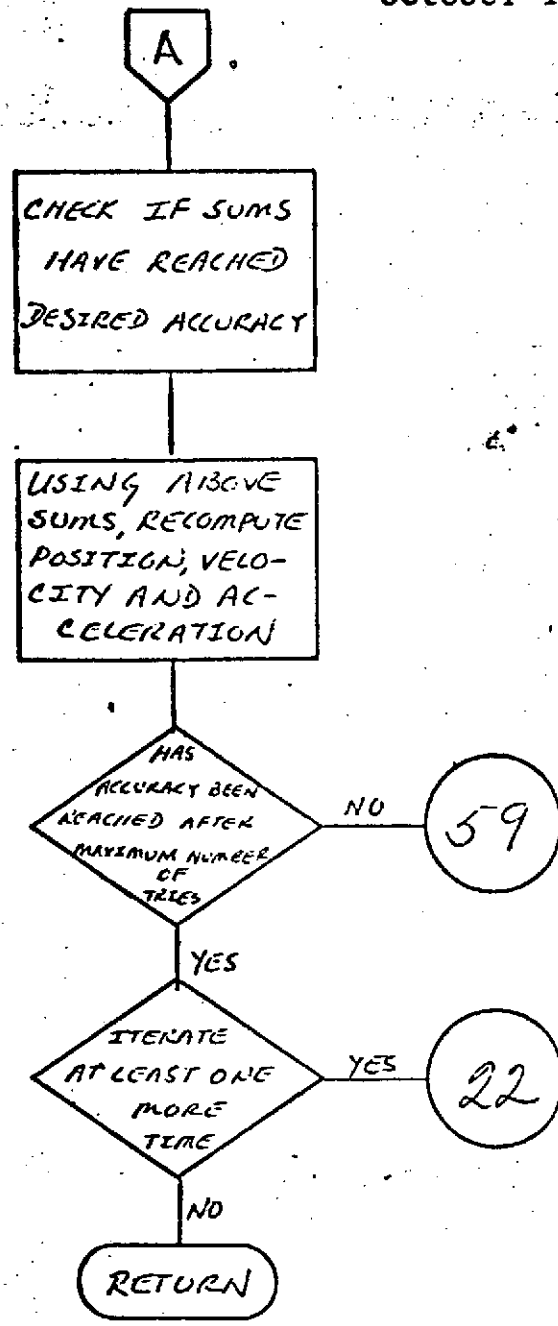 A
CHECK IF SUMS
HAVE REACHED
DESIRED ACCURACY
USING ABOVE
SUMS, RECOMPUTE
POSITION, VELO-
CITY AND AC-
CELERATION
HAS
ACCURACY BEEN
REACHED AFTER
MAXIMUM NUMBER
OF
TRIES
NO
59
YES
ITERATE
AT LEAST ONE
MORE
TIME
YES
22
NO
RETURN